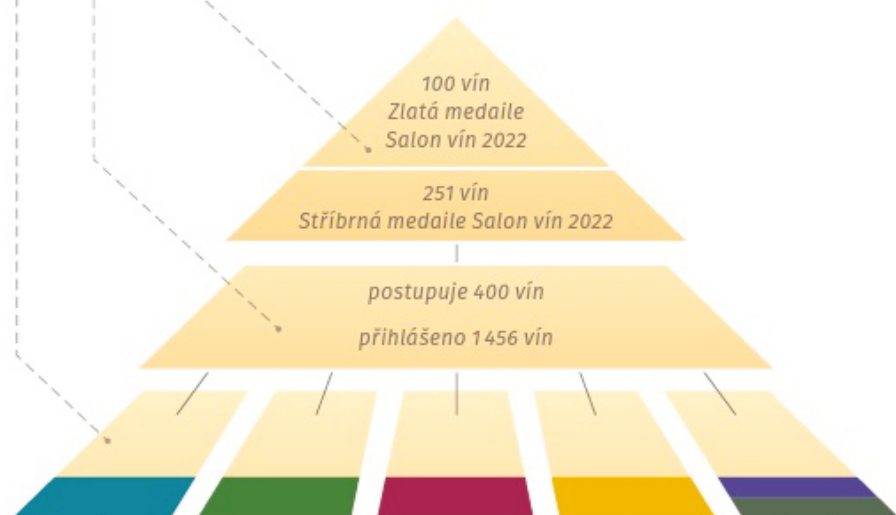 100 vín
Zlatá medaile
Salon vín 2022
251 vín
Stříbrná medaile Salon vín 2022
postupuje 400 vín
přihlášeno 1456 vín